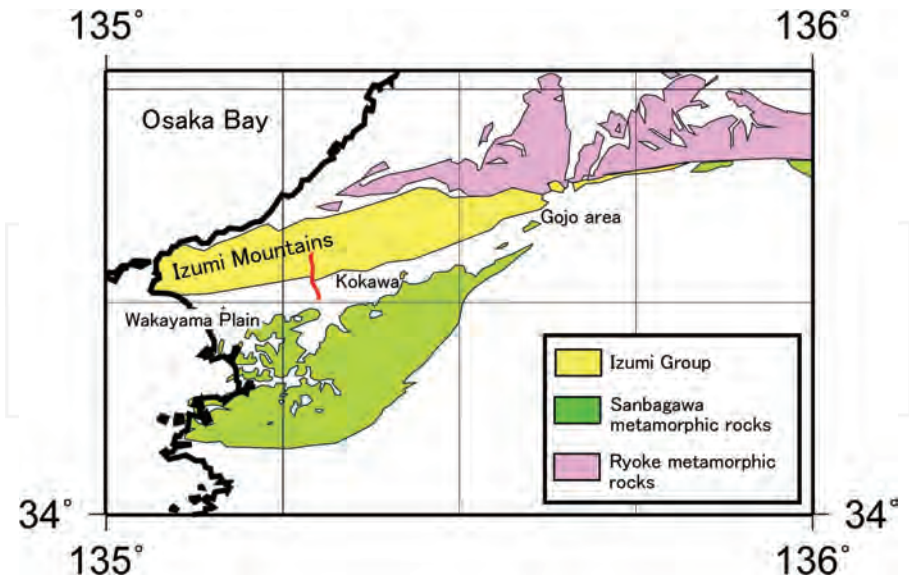 135°
136°
Osaka Bay
Gojo area
Izumi Mountains
Kokawa
Wakayama Plain
Izumi Group
Sanbagawa
metamorphic rocks
Ryoke metamorphic
rocks
34°
34°
135°
136°